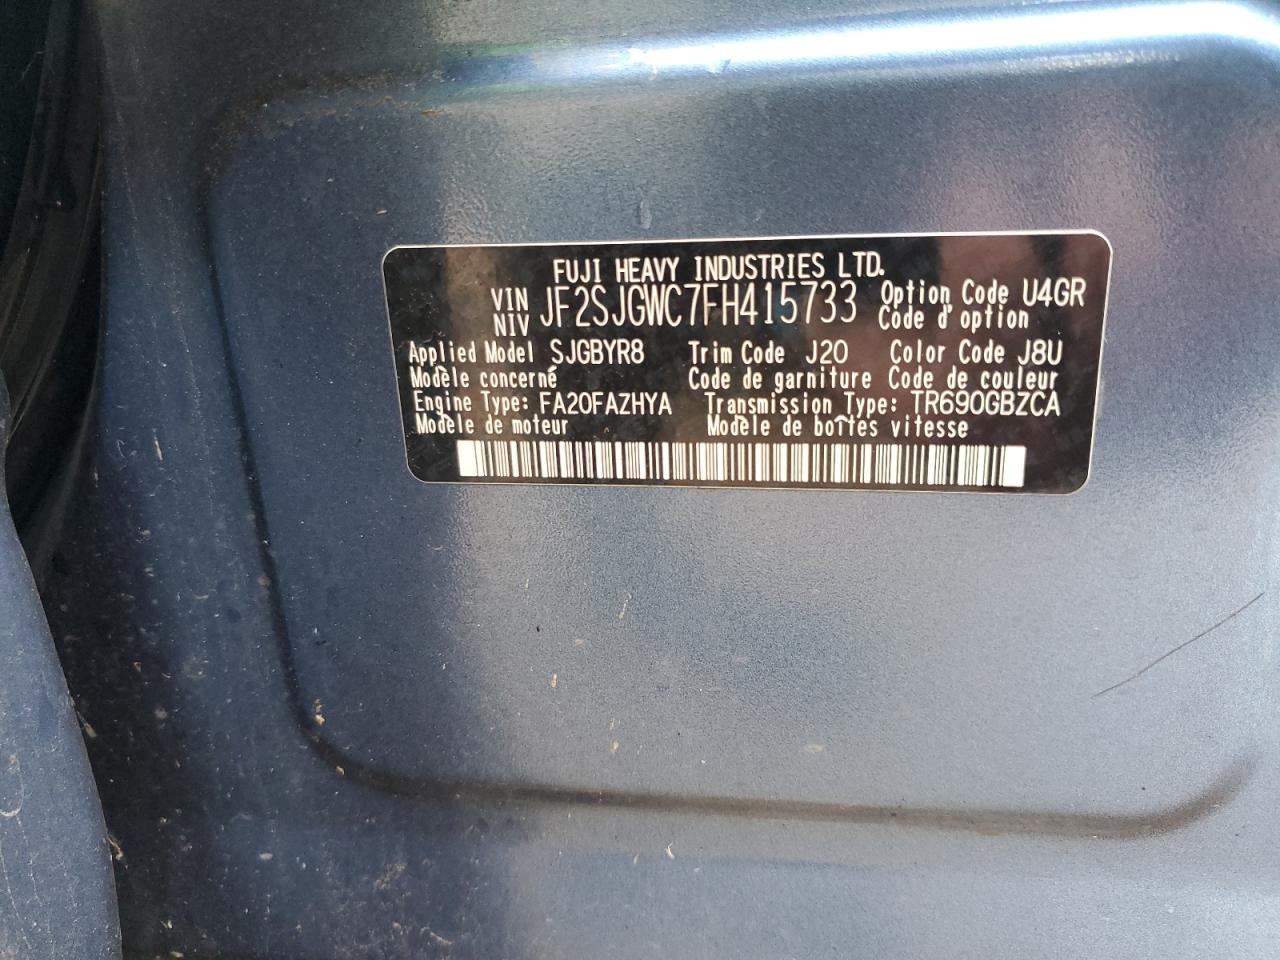 FUJI HEAVY INDUSTRIES LTD.
VIN NIV JF2SJGWC7FH415733 Option Code U4GR
Code d'option
Applied Model SJGBYR8 Trim Code J20 Color Code J8U
Modèle concerné Code de garniture Code de couleur
Engine Type: FA20FAZHYA Transmission Type: TR690GBZCA
Modèle de moteur Modèle de boîtes vitesse